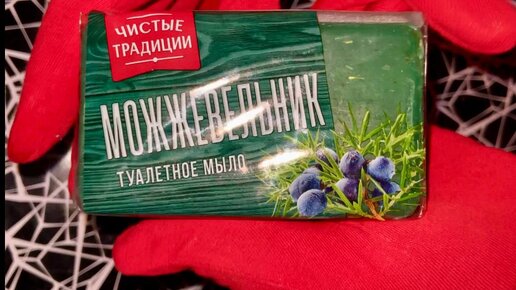 ЧИСТЫЕ
ТРАДИЦИИ
МОЖЖЕВЕЛЬНИК
ТУАЛЕТНОЕ МЫЛО